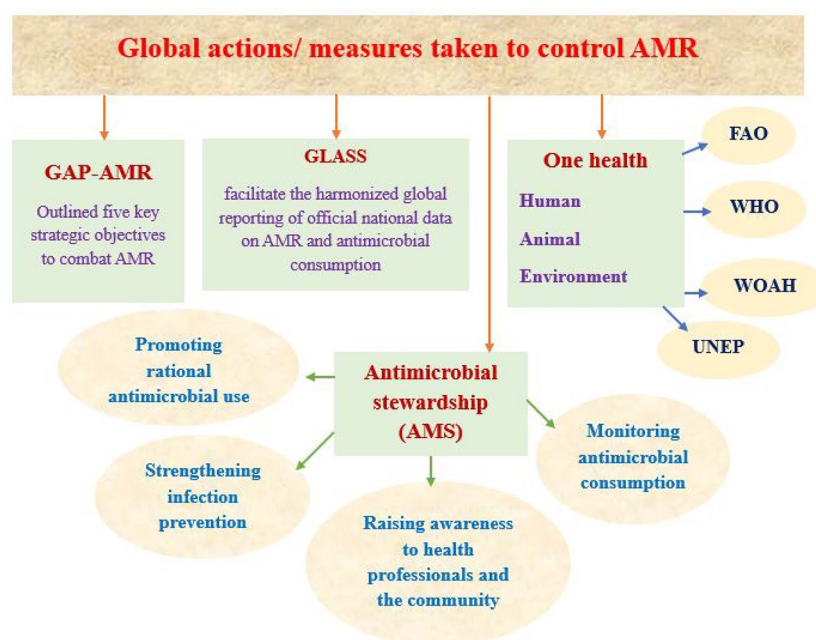 Global actions/ measures taken to control AMR
GAP-AMR
Outlined five key
strategic objectives
to combat AMR
GLASS
facilitate the harmonized global
reporting of official national data
on AMR and antimicrobial
consumption
One health
Human
Animal
Environment
FAO
WHO
WOAH
UNEP
Antimicrobial
stewardship
(AMS)
Promoting
rational
antimicrobial use
Strengthening
infection
prevention
Raising awareness
to health
professionals and
the community
Monitoring
antimicrobial
consumption